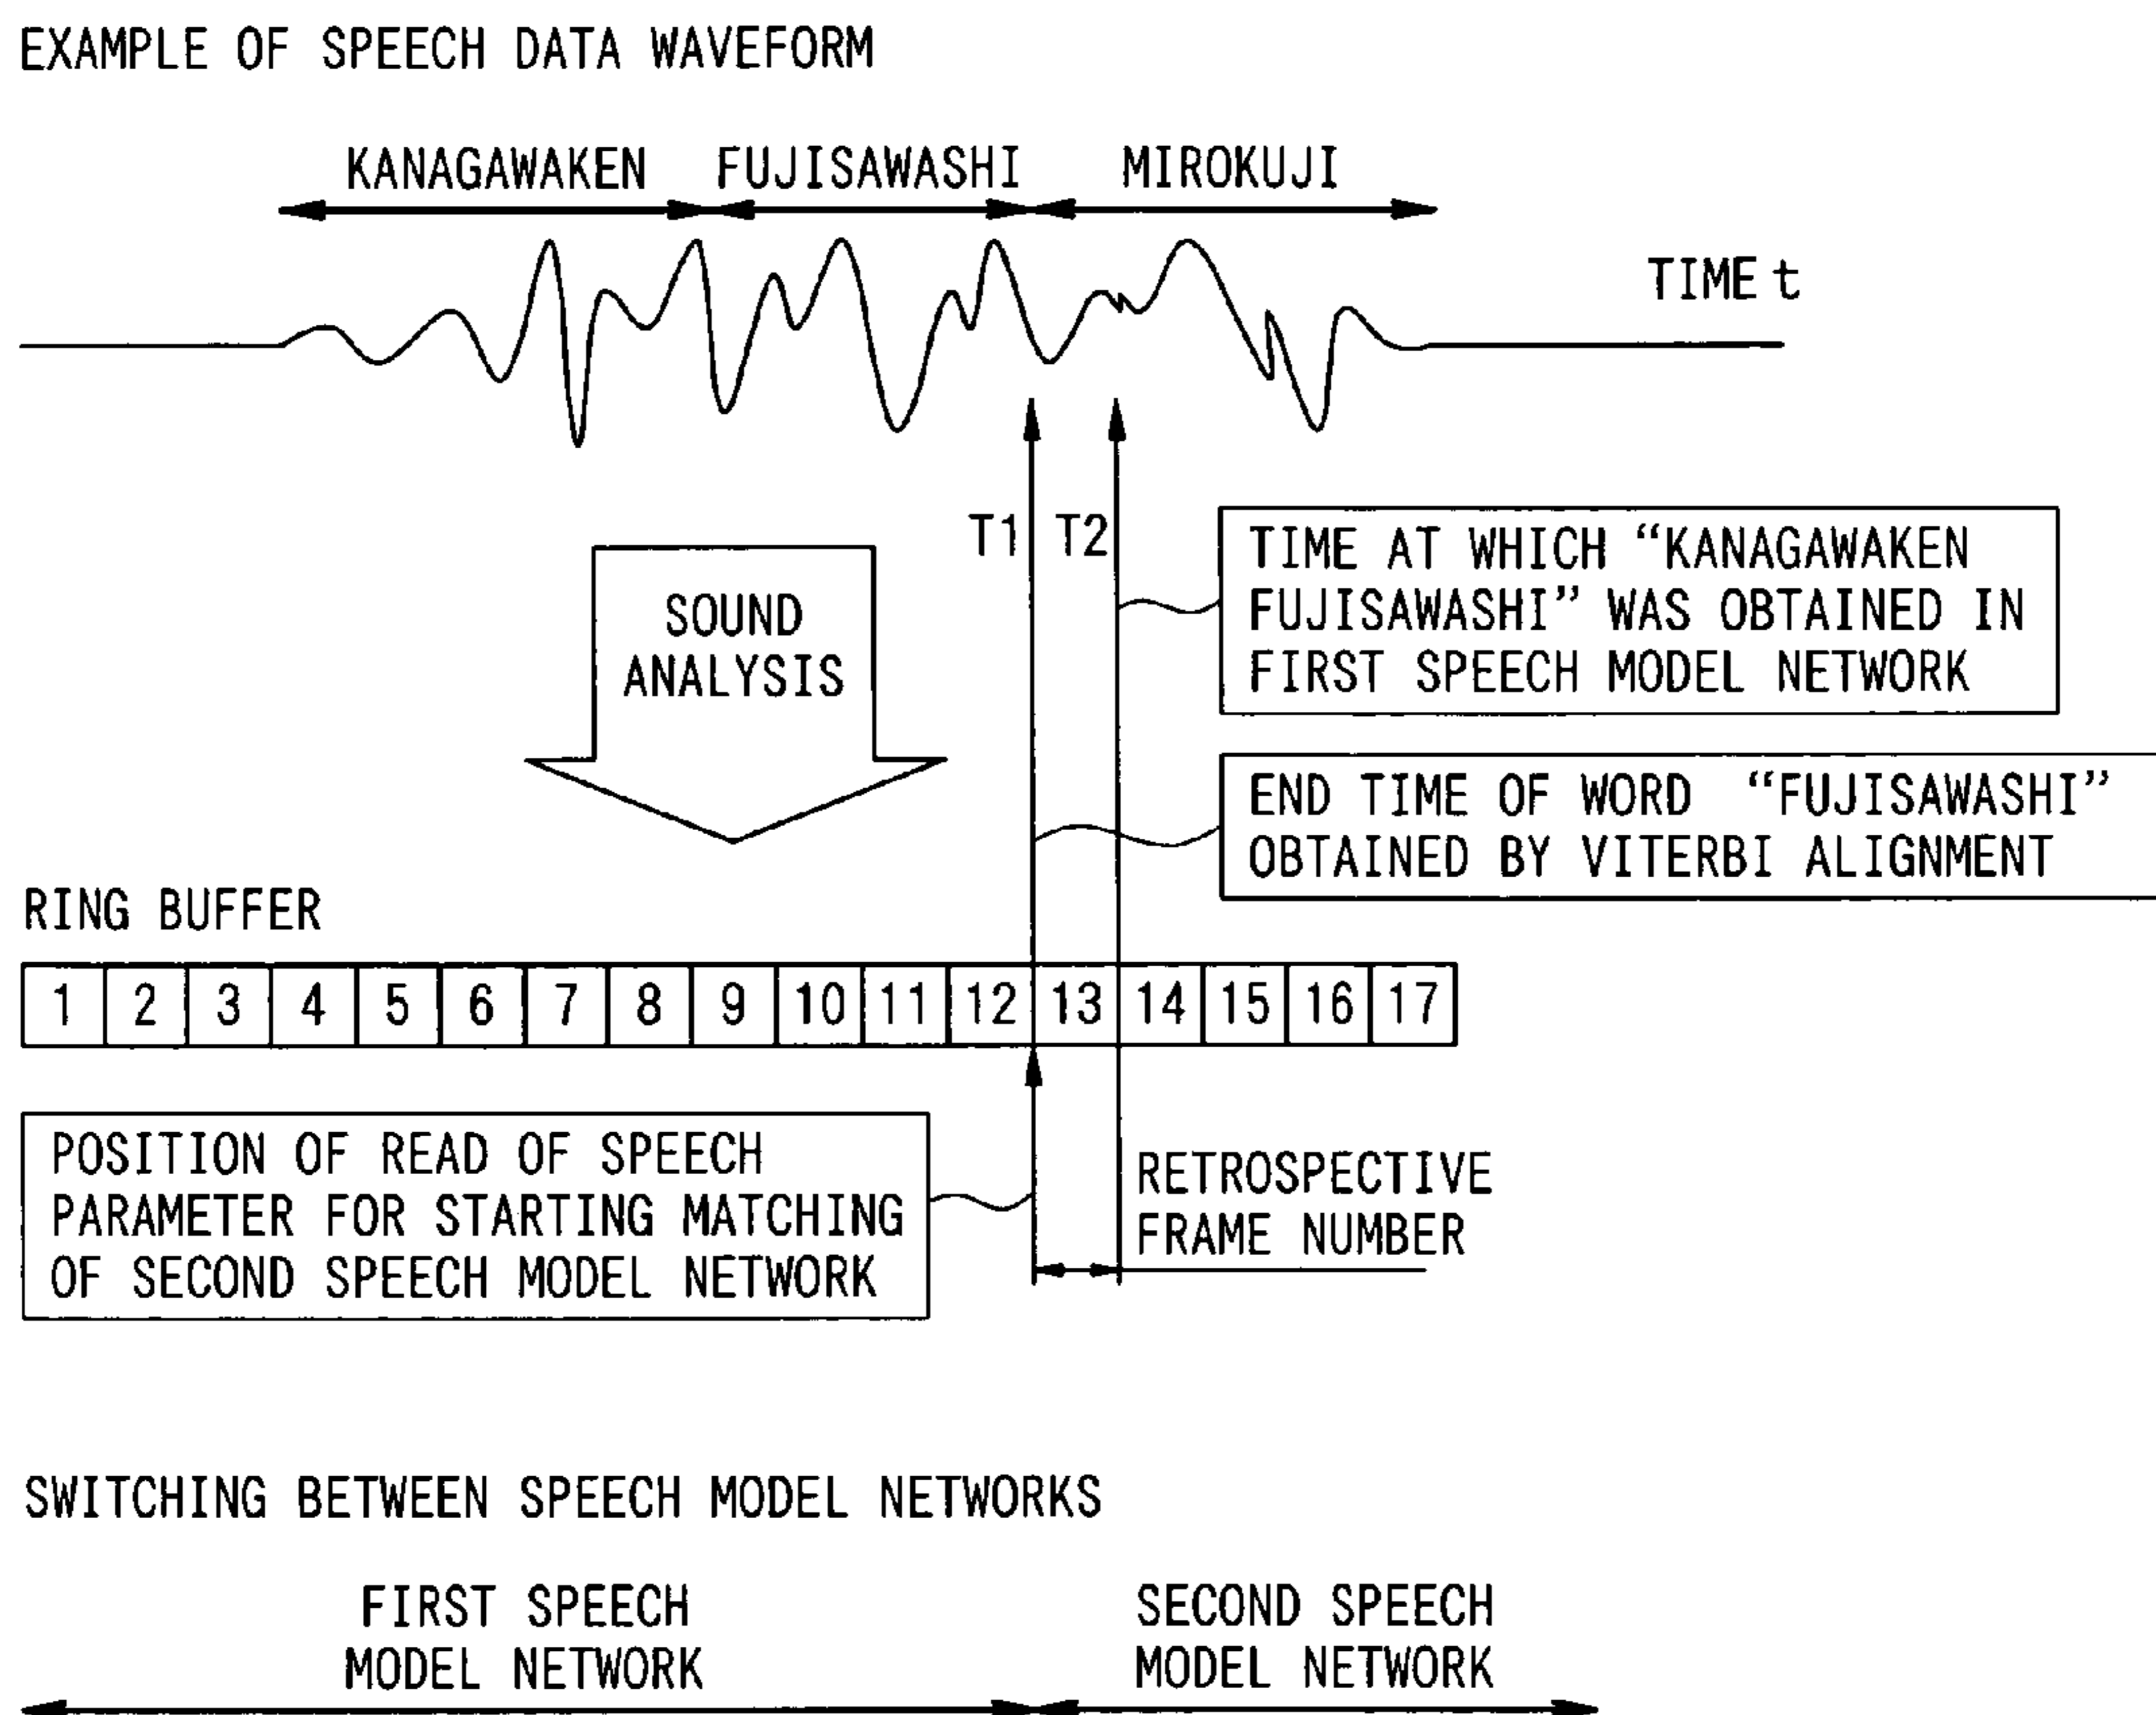 EXAMPLE OF SPEECH DATA WAVEFORM
KANAGAWAKEN FUJISAWASHI MIROKUJI
TIME t
T1 T2
TIME AT WHICH “KANAGAWAKEN
FUJISAWASHI” WAS OBTAINED IN
FIRST SPEECH MODEL NETWORK
SOUND
ANALYSIS
END TIME OF WORD “FUJISAWASHI”
OBTAINED BY VITERBI ALIGNMENT
RING BUFFER
1 2 3 4 5 6 7 8 9 10 11 12 13 14 15 16 17
POSITION OF READ OF SPEECH
PARAMETER FOR STARTING MATCHING
OF SECOND SPEECH MODEL NETWORK
RETROSPECTIVE
FRAME NUMBER
SWITCHING BETWEEN SPEECH MODEL NETWORKS
FIRST SPEECH
MODEL NETWORK
SECOND SPEECH
MODEL NETWORK